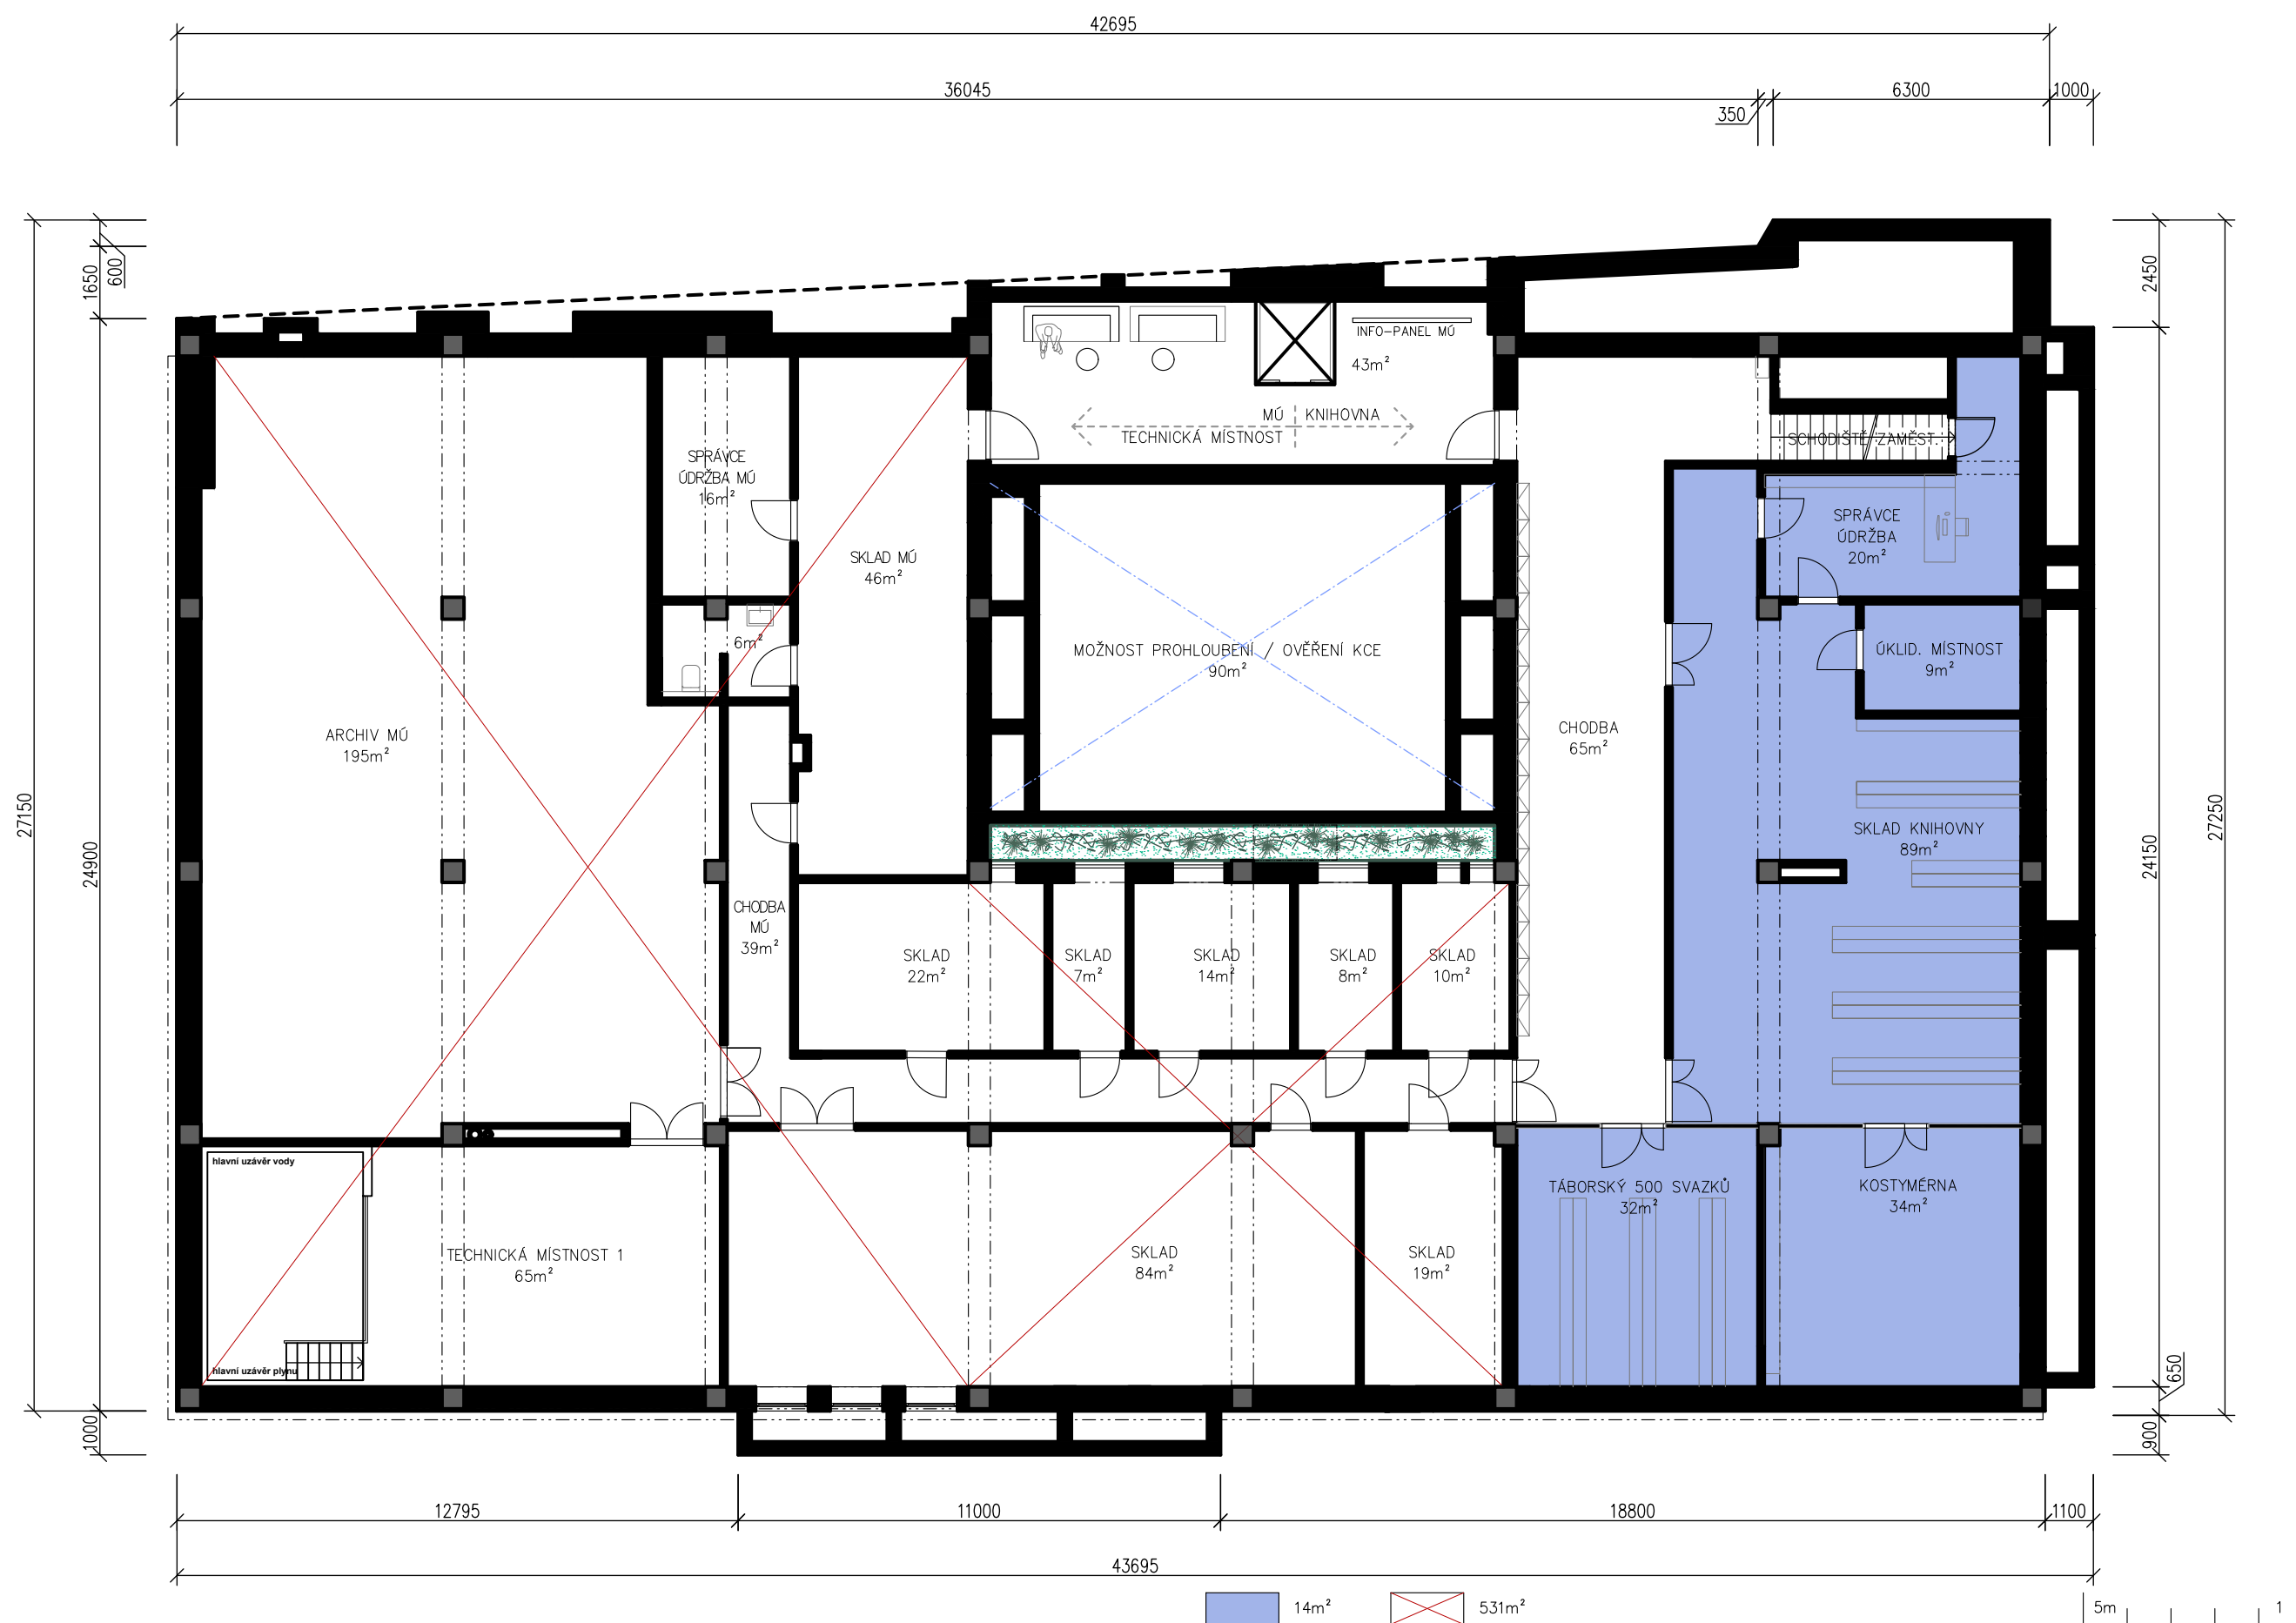 42695
36045
6300
1000
350
1650
600
2450
INFO-PANEL MÚ
43m²
MÚ
KNIHOVNA
TECHNICKÁ MÍSTNOST
SCHODIŠTĚ ZAMĚST.
SPRÁVCE
ÚDRŽBA MÚ
16m²
SPRÁVCE
ÚDRŽBA
20m²
SKLAD MÚ
46m²
6m²
MOŽNOST PROHLOUBENÍ / OVĚŘENÍ KCE
90m²
ÚKLID. MÍSTNOST
9m²
ARCHIV MÚ
195m²
CHODBA
65m²
27150
24900
24150
27250
SKLAD KNIHOVNY
89m²
CHODBA
MÚ
39m²
SKLAD
22m²
SKLAD
7m²
SKLAD
14m²
SKLAD
8m²
SKLAD
10m²
hlavní uzávěr vody
TÁBORSKÝ 500 SVAZKŮ
32m²
KOSTYMÉRNA
34m²
TECHNICKÁ MÍSTNOST 1
65m²
SKLAD
84m²
SKLAD
19m²
hlavní uzávěr plynu
650
1000
900
12795
11000
18800
1100
43695
14m²
531m²
5m
1